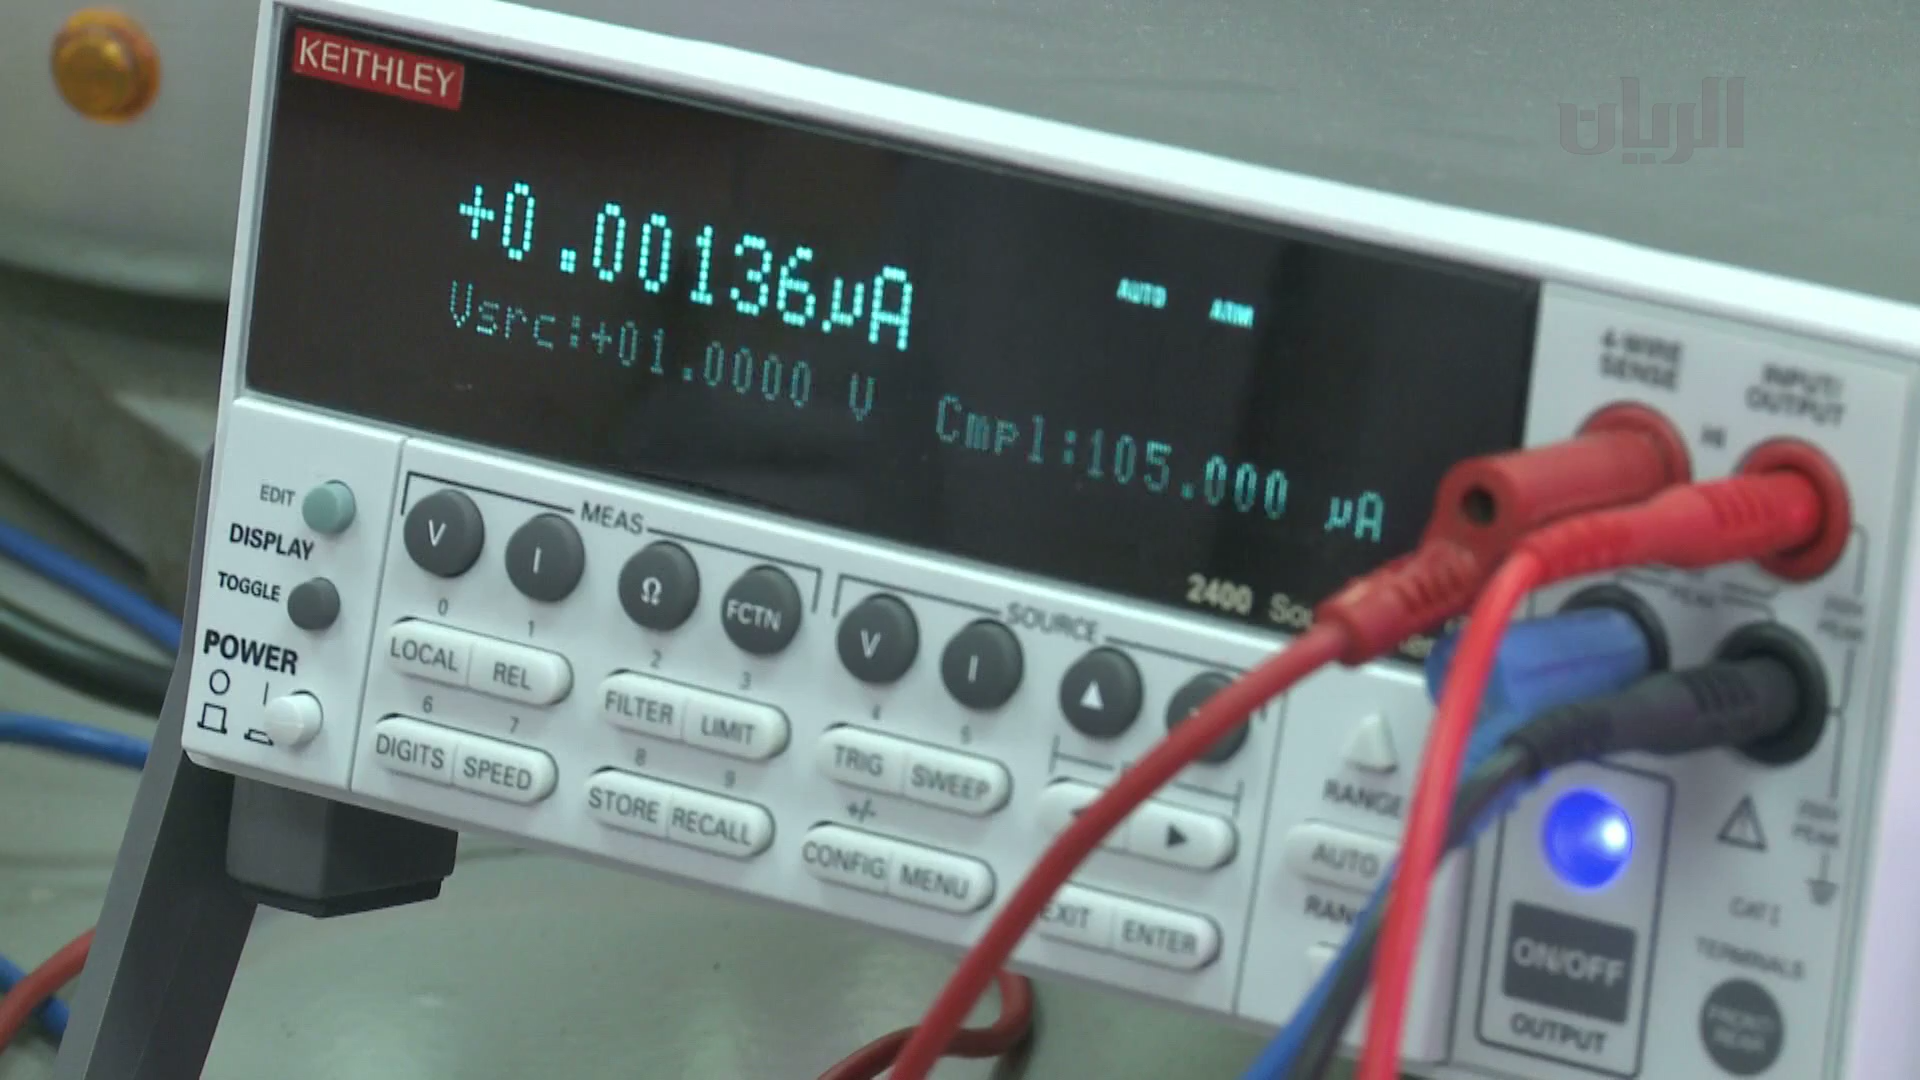 KEITHLEY
الريان
+0.00136µA
AUTO ARM
Vsrc:+01.0000 V Cmpl:105.000 µA
4-WIRE SENSE
INPUT/ OUTPUT
HI
2400
EDIT
DISPLAY
TOGGLE
POWER
MEAS
V I Ω FCTN
SOURCE
V I
0 1 2 3 4 5
LOCAL REL FILTER LIMIT TRIG SWEEP
6 7 8 9 +/-
DIGITS SPEED STORE RECALL CONFIG MENU
EXIT ENTER
RANGE
AUTO
ON/OFF
OUTPUT
CAT I
TERMINALS
FRONT/ REAR